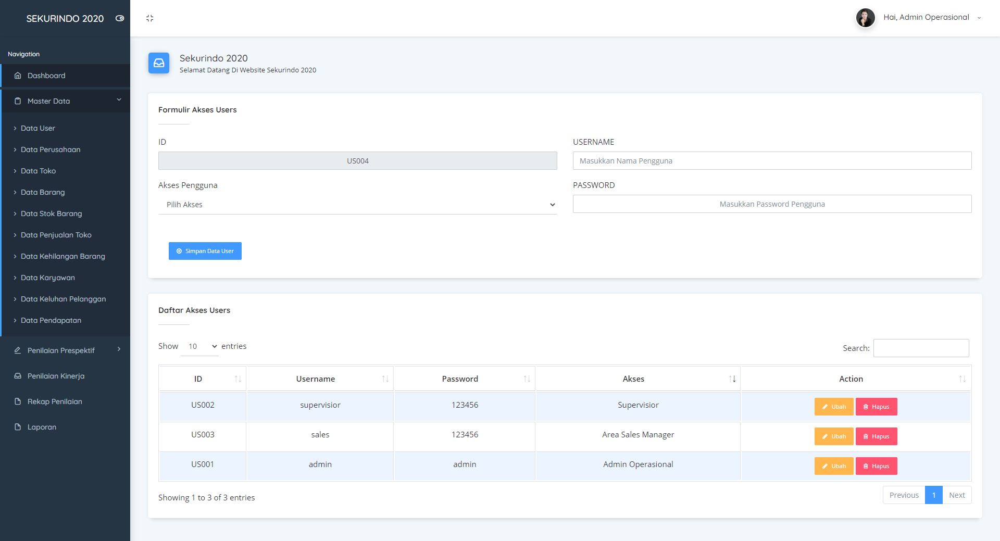 SEKURINDO 2020
Hai, Admin Operasional
Navigation
Dashboard
Master Data
Data User
Data Perusahaan
Data Toko
Data Barang
Data Stok Barang
Data Penjualan Toko
Data Kehilangan Barang
Data Karyawan
Data Keluhan Pelanggan
Data Pendapatan
Penilaian Prespektif
Penilaian Kinerja
Rekap Penilaian
Laporan
Sekurindo 2020
Selamat Datang Di Website Sekurindo 2020
Formulir Akses Users
ID
US004
USERNAME
Masukkan Nama Pengguna
Akses Pengguna
Pilih Akses
PASSWORD
Masukkan Password Pengguna
Simpan Data User
Daftar Akses Users
Show 10 entries
Search:
ID Username Password Akses Action
US002 supervisior 123456 Supervisior Ubah Hapus
US003 sales 123456 Area Sales Manager Ubah Hapus
US001 admin admin Admin Operasional Ubah Hapus
Showing 1 to 3 of 3 entries
Previous 1 Next